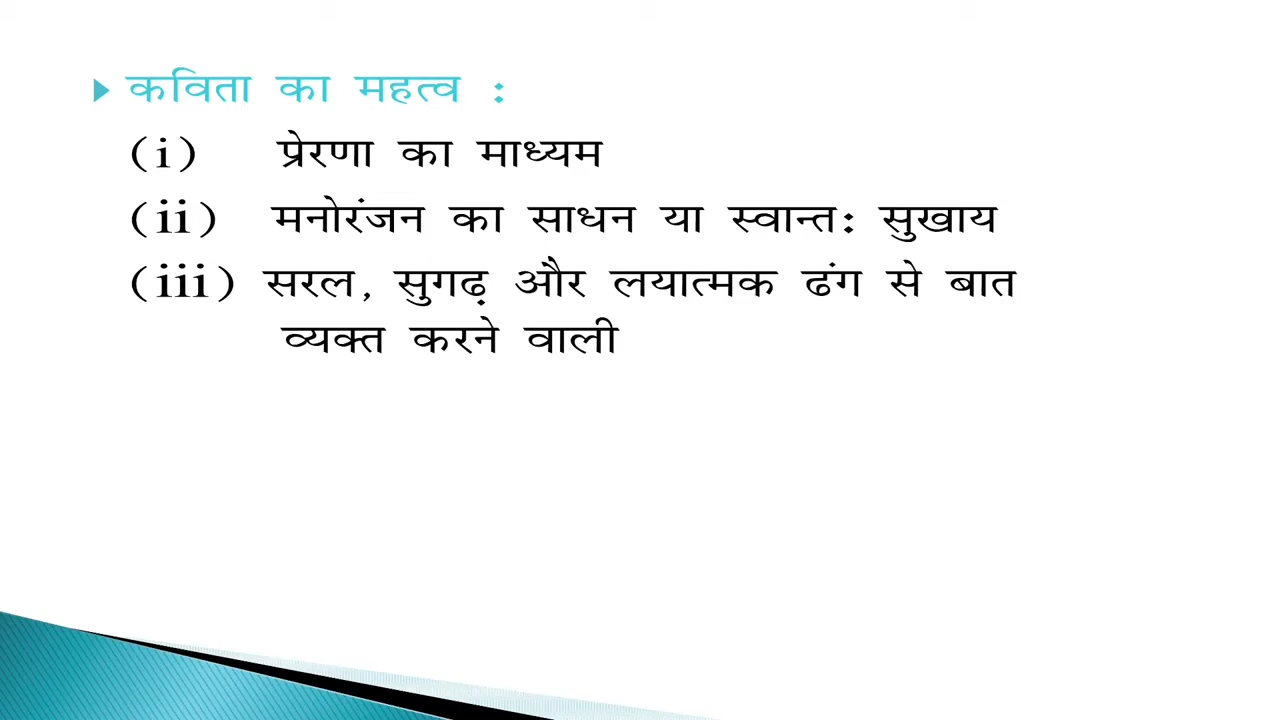 कविता का महत्व :
(i) प्रेरणा का माध्यम
(ii) मनोरंजन का साधन या स्वान्तः सुखाय
(iii) सरल, सुगढ़ और लयात्मक ढंग से बात
व्यक्त करने वाली